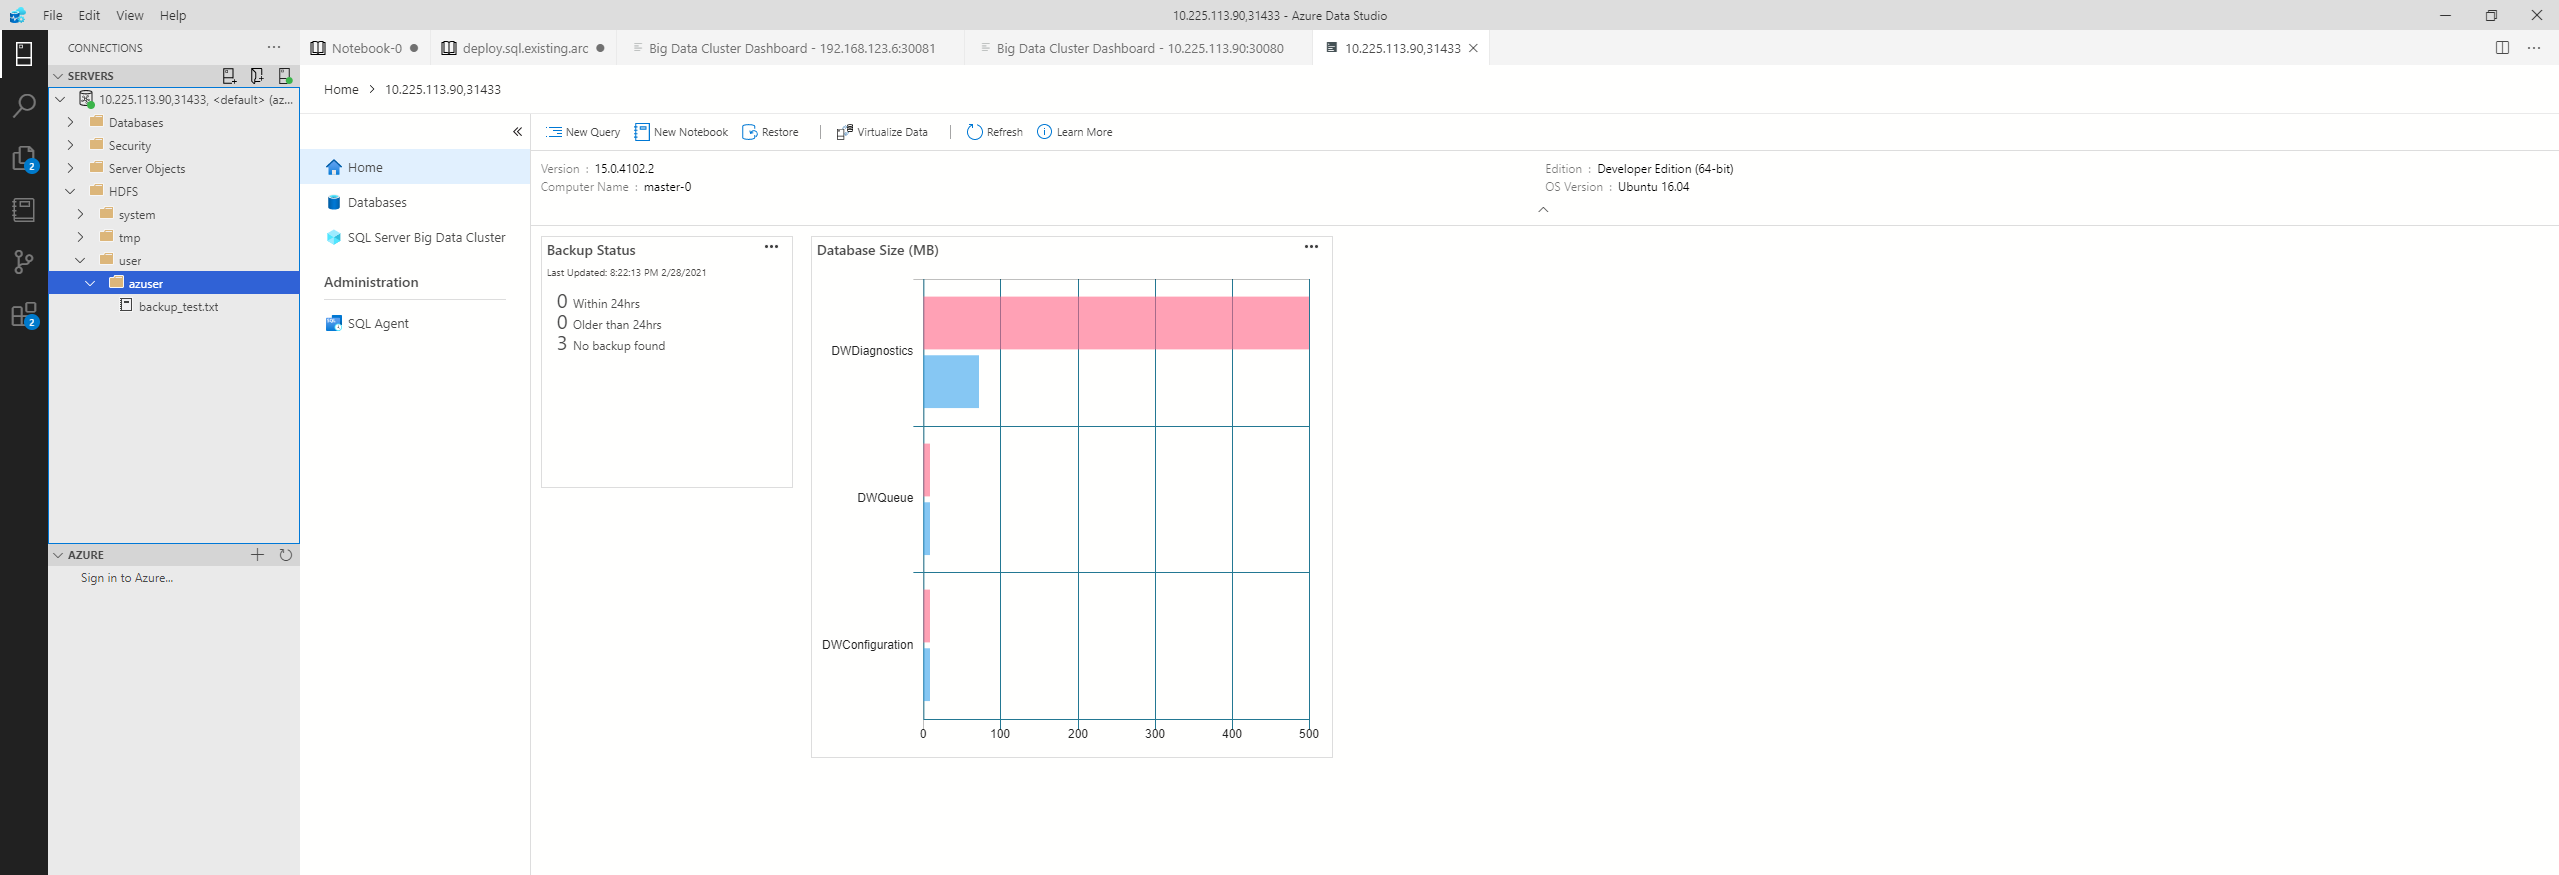 File Edit View Help
10.225.113.90,31433 - Azure Data Studio
CONNECTIONS
Notebook-0
deploy.sql.existing.arc
Big Data Cluster Dashboard - 192.168.123.6:30081
Big Data Cluster Dashboard - 10.225.113.90:30080
10.225.113.90,31433
SERVERS
10.225.113.90,31433, <default> (az...
Databases
Security
Server Objects
HDFS
system
tmp
user
azuser
backup_test.txt
2
2
AZURE
Sign in to Azure...
Home > 10.225.113.90,31433
Home
Databases
SQL Server Big Data Cluster
Administration
SQL Agent
New Query New Notebook Restore | Virtualize Data | Refresh Learn More
Version : 15.0.4102.2
Computer Name : master-0
Edition : Developer Edition (64-bit)
OS Version : Ubuntu 16.04
Backup Status
Last Updated: 8:22:13 PM 2/28/2021
0 Within 24hrs
0 Older than 24hrs
3 No backup found
Database Size (MB)
DWDiagnostics
DWQueue
DWConfiguration
0 100 200 300 400 500